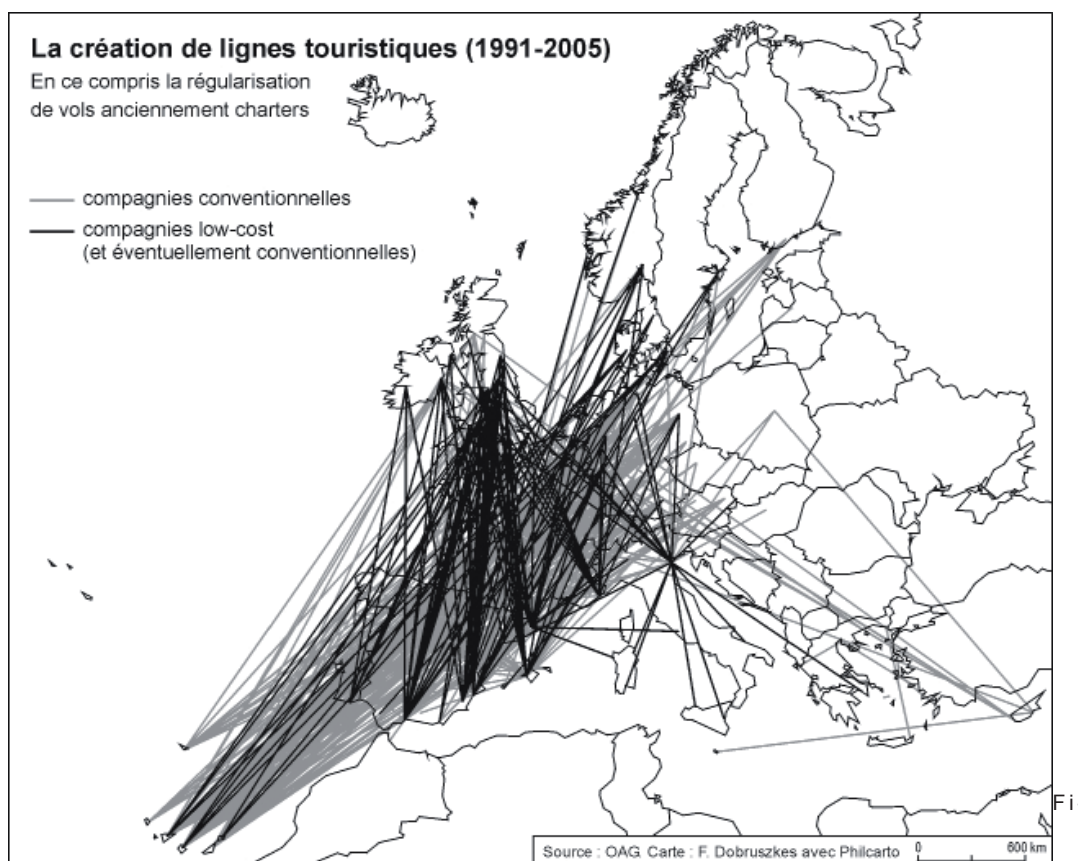 La création de lignes touristiques (1991-2005)
En ce compris la régularisation
de vols anciennement charters
compagnies conventionnelles
compagnies low-cost
(et éventuellement conventionnelles)
Fi
Source : OAG. Carte : F. Dobruszkes avec Philcarto
0 600 km